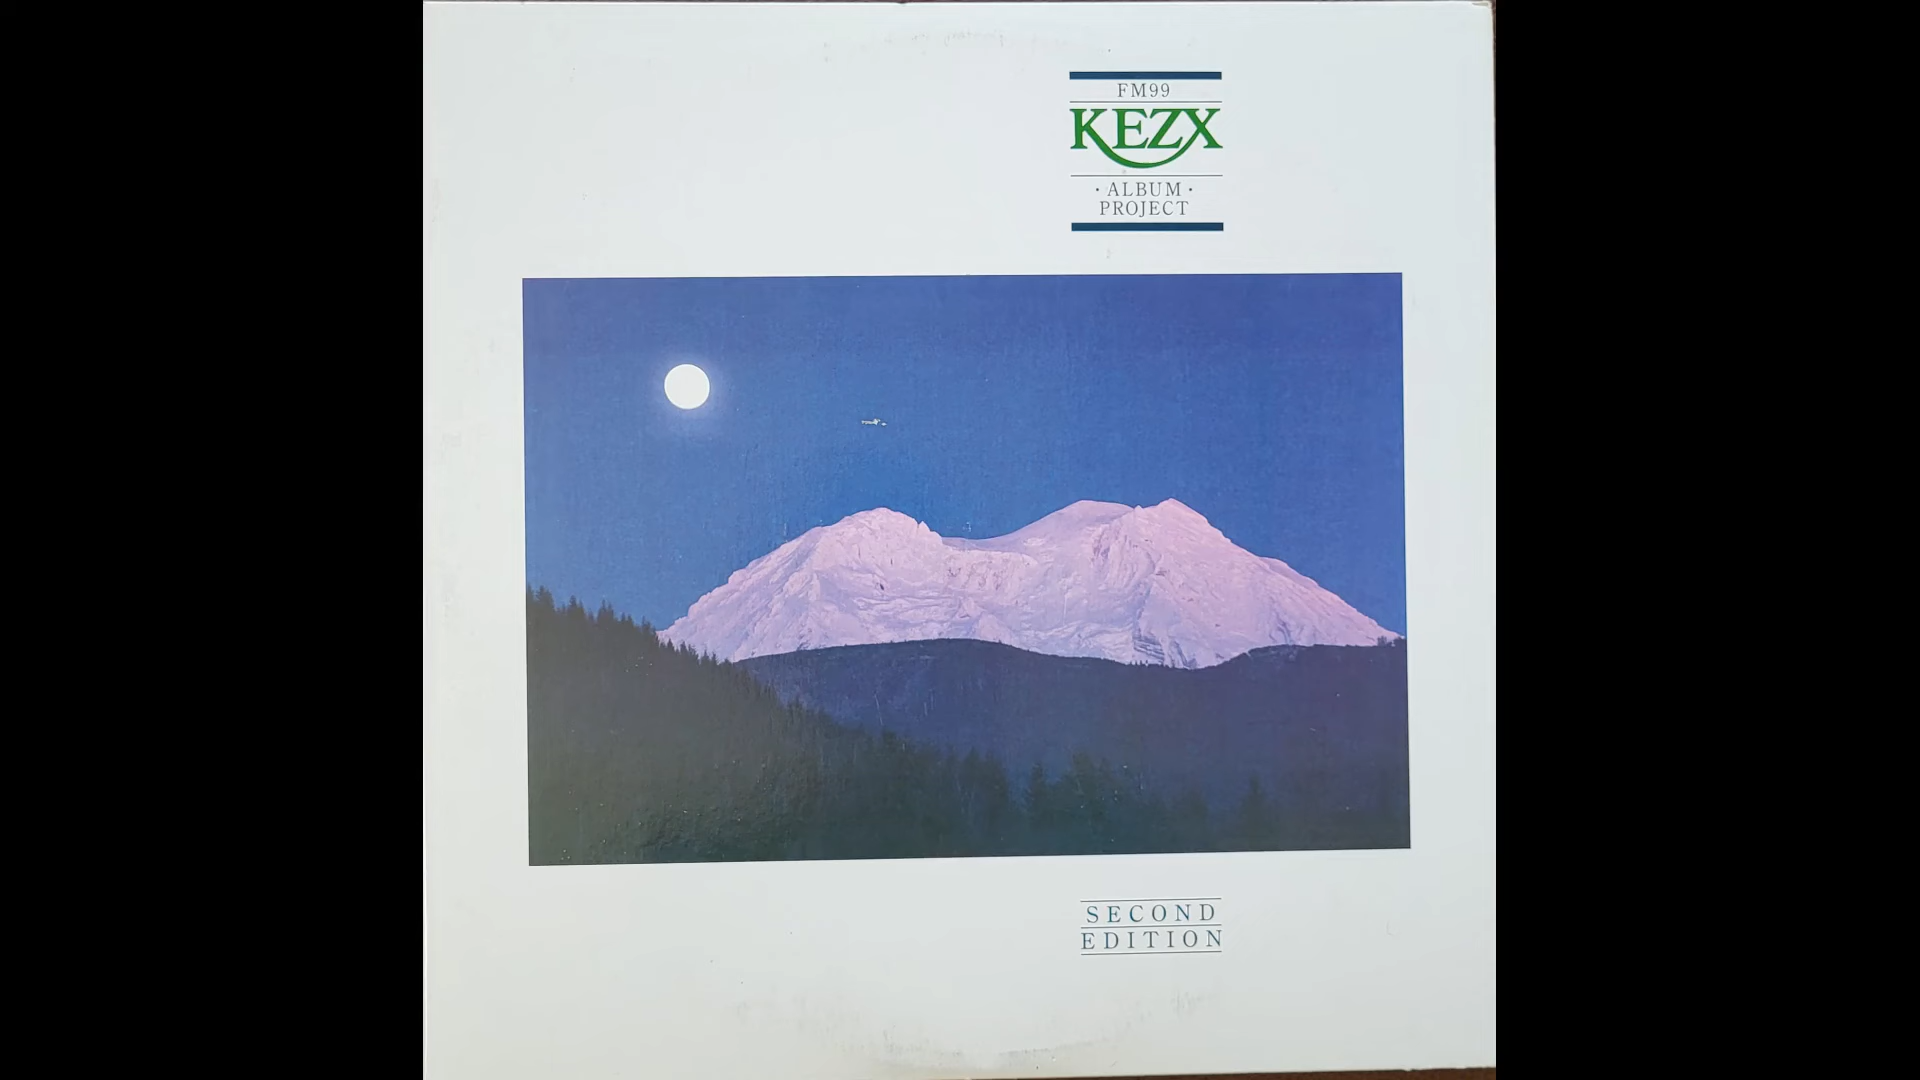 FM99
KEZX
· ALBUM ·
PROJECT
SECOND
EDITION